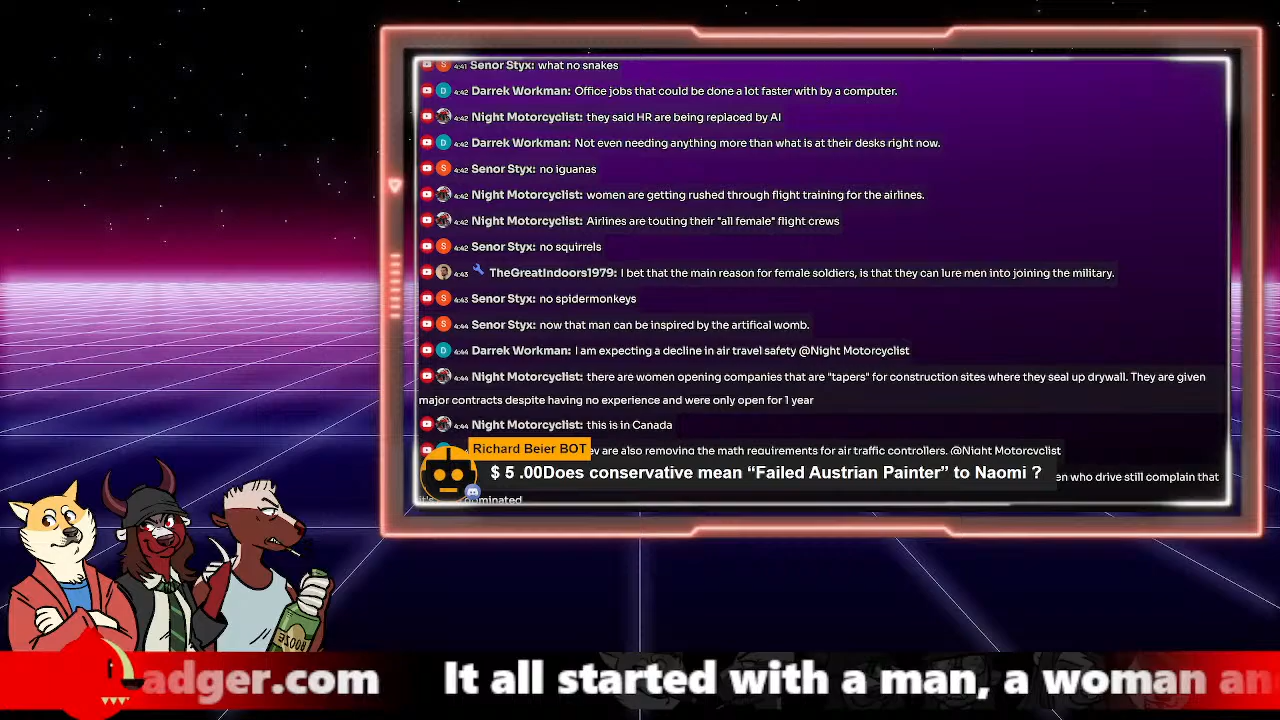 4:41 Senor Styx: what no snakes
D 4:42 Darrek Workman: Office jobs that could be done a lot faster with by a computer.
4:42 Night Motorcyclist: they said HR are being replaced by AI
D 4:42 Darrek Workman: Not even needing anything more than what is at their desks right now.
S 4:42 Senor Styx: no iguanas
4:42 Night Motorcyclist: women are getting rushed through flight training for the airlines.
4:42 Night Motorcyclist: Airlines are touting their "all female" flight crews
S 4:42 Senor Styx: no squirrels
4:43 TheGreatIndoors1979: I bet that the main reason for female soldiers, is that they can lure men into joining the military.
S 4:43 Senor Styx: no spidermonkeys
S 4:44 Senor Styx: now that man can be inspired by the artifical womb.
D 4:44 Darrek Workman: I am expecting a decline in air travel safety @Night Motorcyclist
4:44 Night Motorcyclist: there are women opening companies that are "tapers" for construction sites where they seal up drywall. They are given
major contracts despite having no experience and were only open for 1 year
4:44 Night Motorcyclist: this is in Canada
Richard Beier BOT
are also removing the math requirements for air traffic controllers. @Night Motorcyclist
$ 5 .00Does conservative mean “Failed Austrian Painter” to Naomi ?
who drive still complain that
BOOZE
adger.com It all started with a man, a woman an